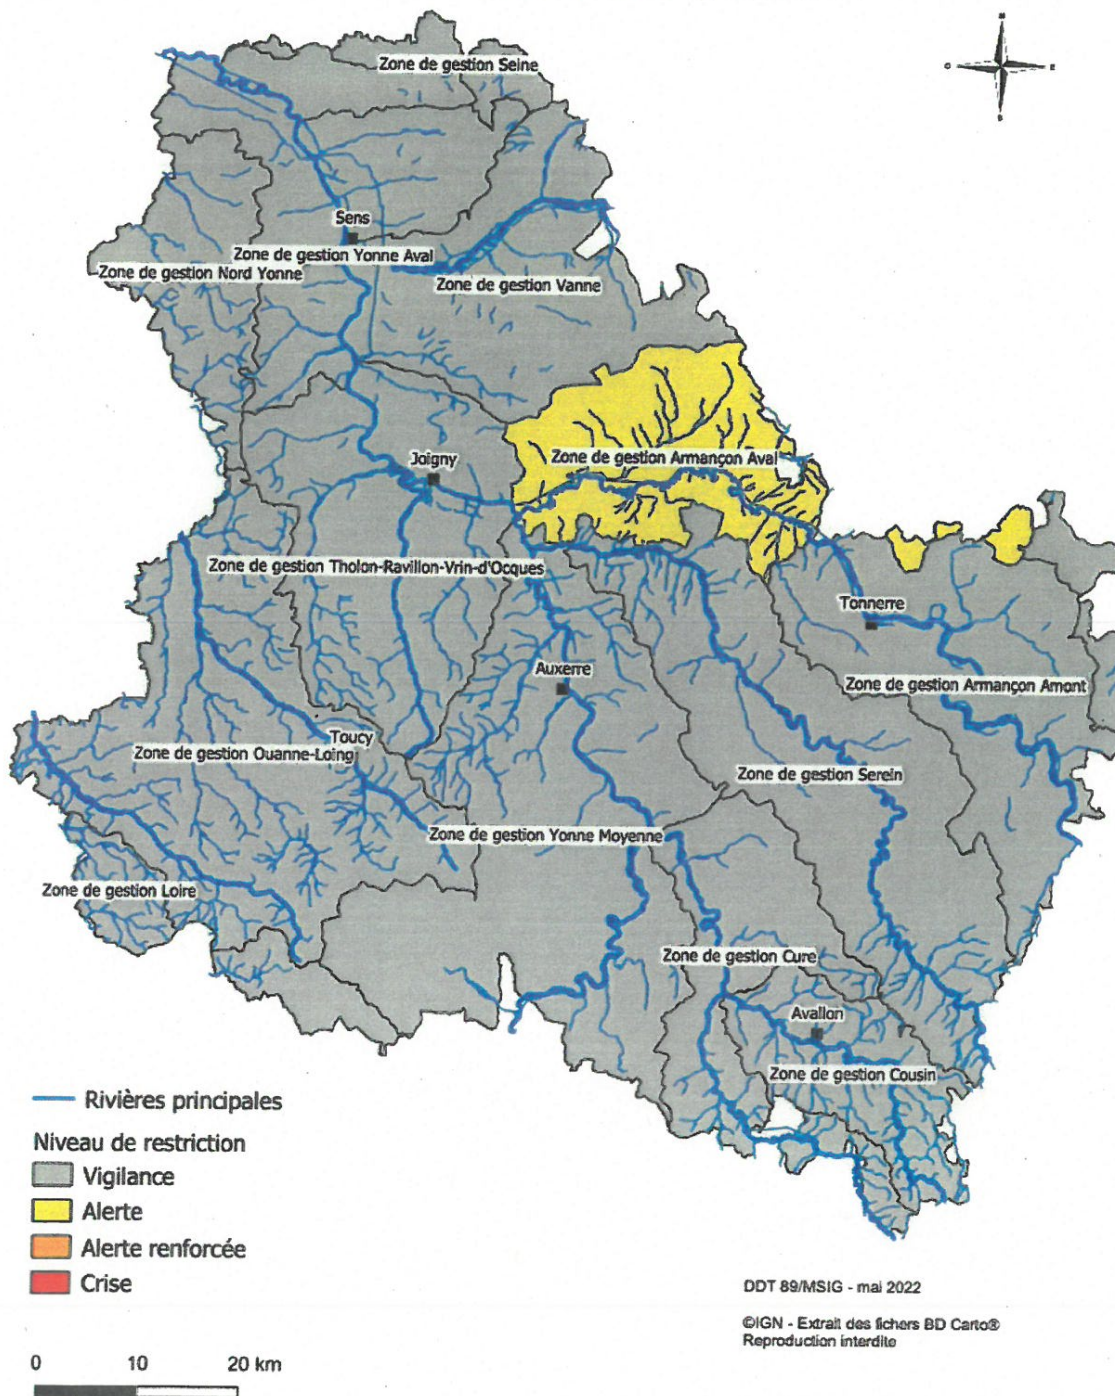 N
O
E
S
Zone de gestion Seine
Sens
Zone de gestion Yonne Aval
Zone de gestion Nord Yonne
Zone de gestion Vanne
Zone de gestion Armançon Aval
Joigny
Zone de gestion Tholon-Ravillon-Vrin-d'Ocques
Tonnerre
Auxerre
Zone de gestion Armançon Amont
Toucy
Zone de gestion Ouanne-Loing
Zone de gestion Serein
Zone de gestion Yonne Moyenne
Zone de gestion Loire
Zone de gestion Cure
Avallon
Zone de gestion Cousin
Rivières principales
Niveau de restriction
Vigilance
Alerte
Alerte renforcée
Crise
DDT 89/MSIG - mai 2022
©IGN - Extrait des fichers BD Carto®
Reproduction interdite
0 10 20 km